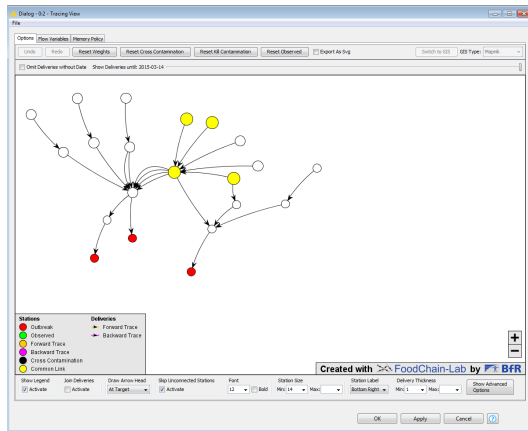 Dialog - 0:2 - Tracing View
File
Options Flow Variables Memory Policy
Undo Redo Reset Weights Reset Cross Contamination Reset Kill Contamination Reset Observed Export As Svg Switch to GIS GIS Type: Mapnik
Omit Deliveries without Date Show Deliveries until: 2015-03-14
Stations Deliveries
Outbreak Forward Trace
Observed Backward Trace
Forward Trace
Backward Trace
Cross Contamination
Common Link
+
−
Created with FoodChain-Lab by BfR
Show Legend Join Deliveries Draw Arrow Head Skip Unconnected Stations Font Station Size Station Label Delivery Thickness
Activate Activate At Target Activate 12 Bold Min: 14 Max: Bottom Right Min: 1 Max: Show Advanced Options
OK Apply Cancel ?